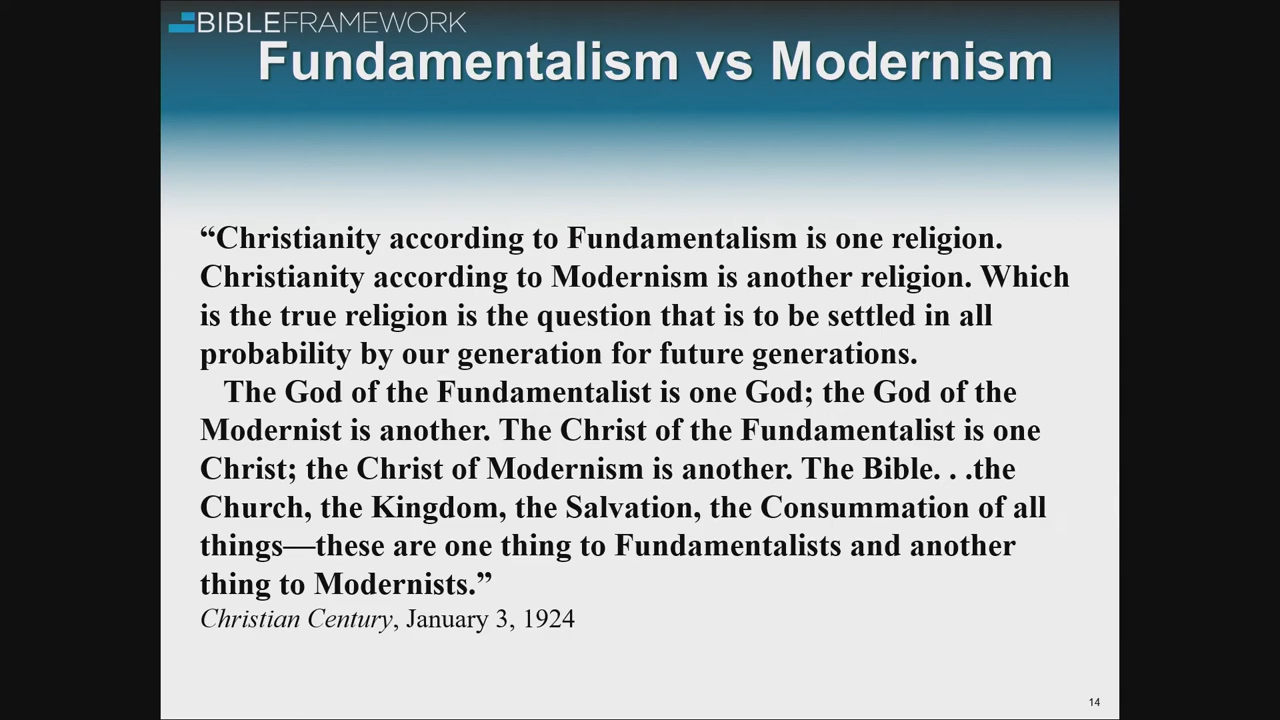 BIBLEFRAMEWORK
Fundamentalism vs Modernism
“Christianity according to Fundamentalism is one religion.
Christianity according to Modernism is another religion. Which
is the true religion is the question that is to be settled in all
probability by our generation for future generations.
The God of the Fundamentalist is one God; the God of the
Modernist is another. The Christ of the Fundamentalist is one
Christ; the Christ of Modernism is another. The Bible. . .the
Church, the Kingdom, the Salvation, the Consummation of all
things—these are one thing to Fundamentalists and another
thing to Modernists.”
Christian Century, January 3, 1924
14